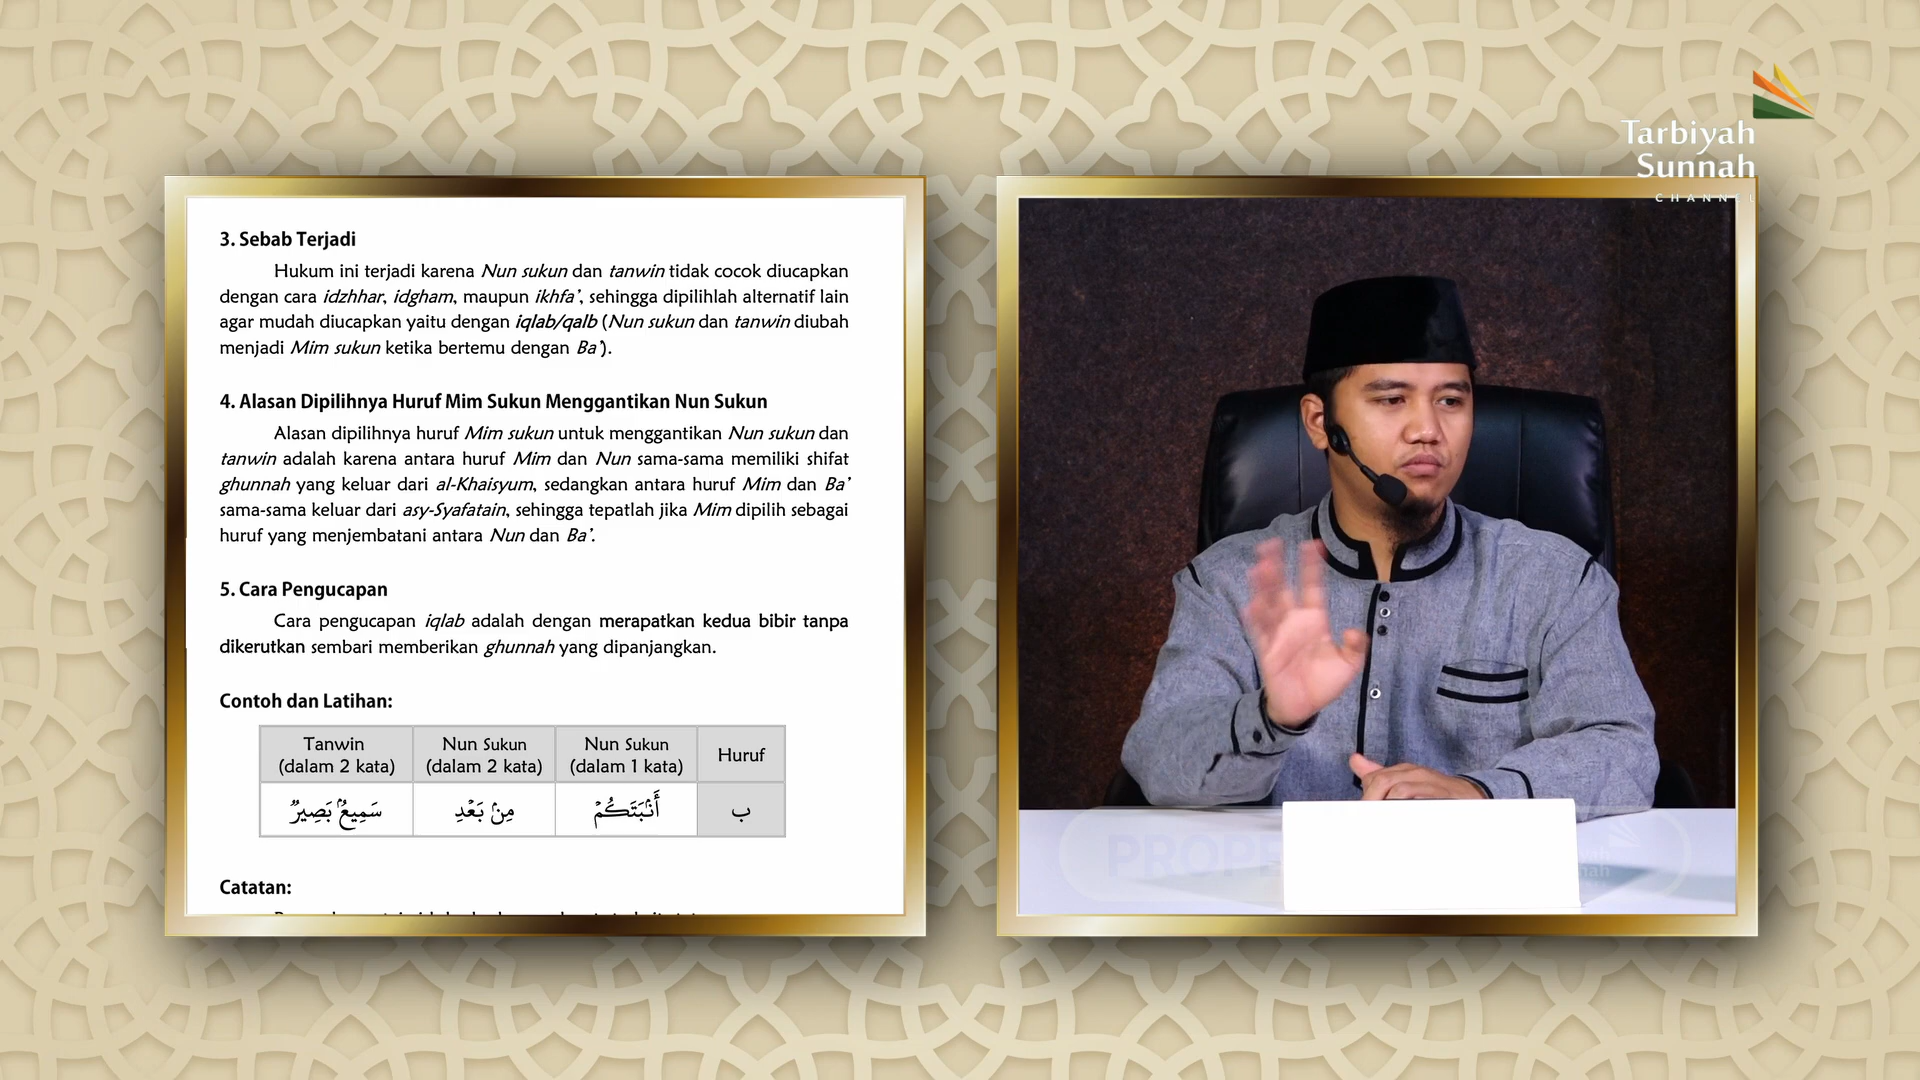 3. Sebab Terjadi
Hukum ini terjadi karena Nun sukun dan tanwin tidak cocok diucapkan
dengan cara idzhhar, idgham, maupun ikhfa’, sehingga dipilihlah alternatif lain
agar mudah diucapkan yaitu dengan iqlab/qalb (Nun sukun dan tanwin diubah
menjadi Mim sukun ketika bertemu dengan Ba’).
4. Alasan Dipilihnya Huruf Mim Sukun Menggantikan Nun Sukun
Alasan dipilihnya huruf Mim sukun untuk menggantikan Nun sukun dan
tanwin adalah karena antara huruf Mim dan Nun sama-sama memiliki shifat
ghunnah yang keluar dari al-Khaisyum, sedangkan antara huruf Mim dan Ba’
sama-sama keluar dari asy-Syafatain, sehingga tepatlah jika Mim dipilih sebagai
huruf yang menjembatani antara Nun dan Ba’.
5. Cara Pengucapan
Cara pengucapan iqlab adalah dengan merapatkan kedua bibir tanpa
dikerutkan sembari memberikan ghunnah yang dipanjangkan.
Contoh dan Latihan:
Tanwin Nun Sukun Nun Sukun Huruf
(dalam 2 kata) (dalam 2 kata) (dalam 1 kata)
سَمِيعُۢ بَصِيرٌ مِنۢ بَعْدِ أَنۢبَتَكُمْ ب
Catatan:
Tarbiyah
Sunnah
CHANNEL